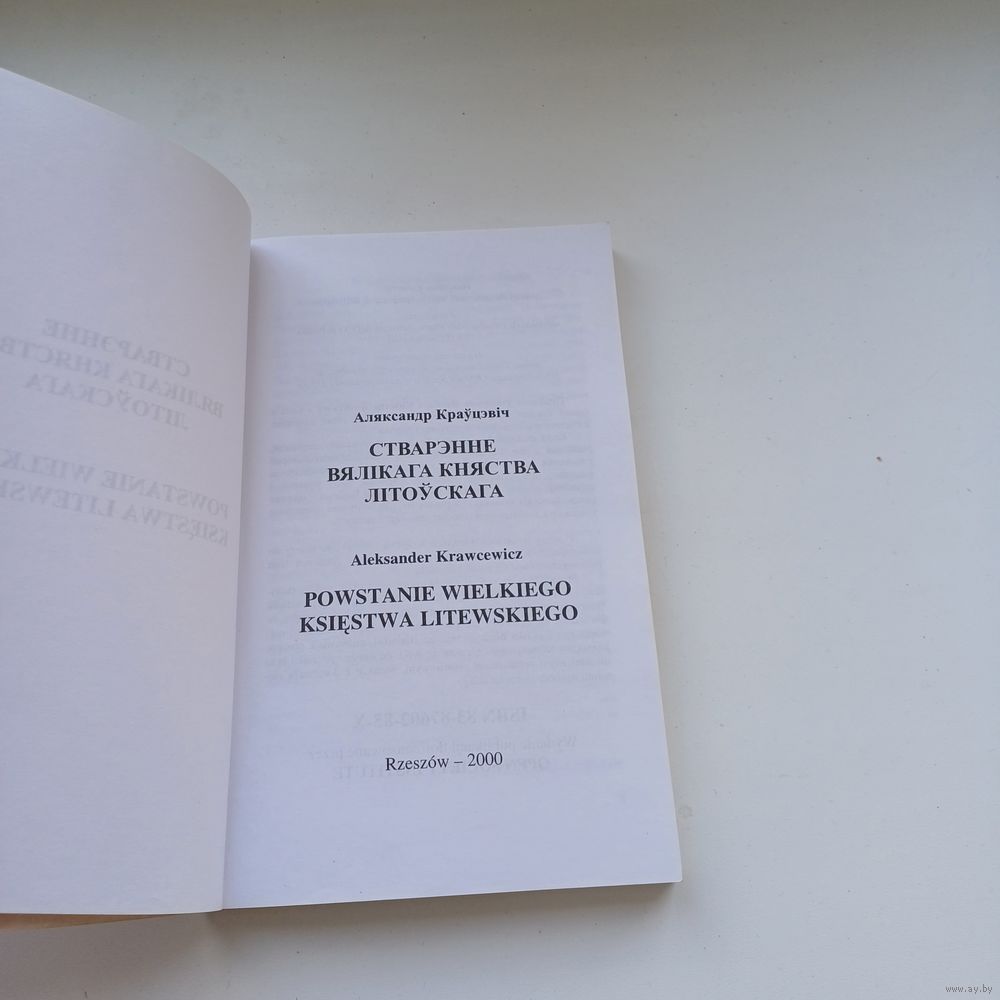 Аляксандр Краўцэвіч
СТВАРЭННЕ
ВЯЛІКАГА КНЯСТВА
ЛІТОЎСКАГА
Aleksander Krawcewicz
POWSTANIE WIELKIEGO
KSIĘSTWA LITEWSKIEGO
Rzeszów – 2000
www.ay.by